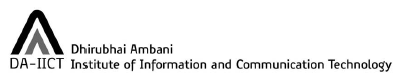 Dhirubhai Ambani
DA-IICT Institute of Information and Communication Technology